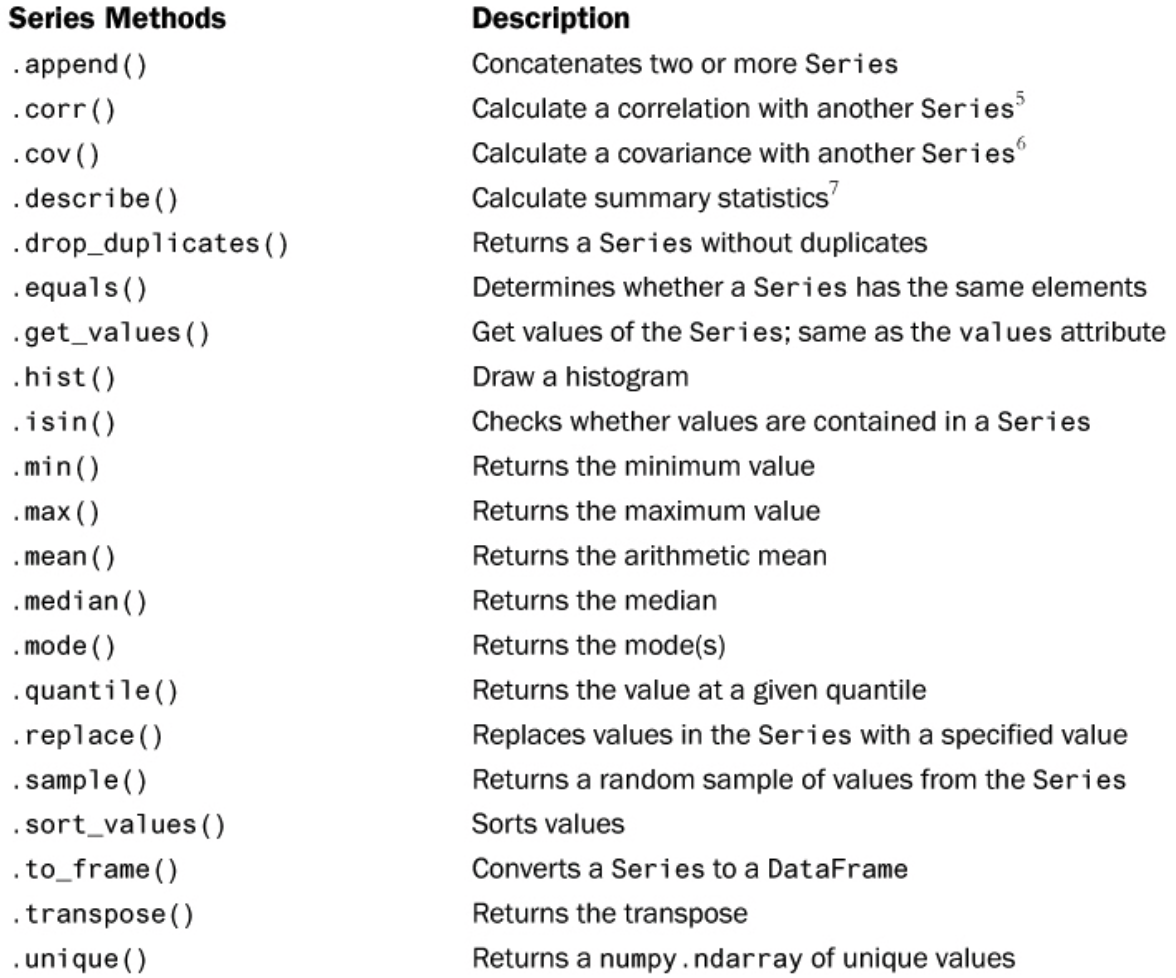 Series Methods Description
.append() Concatenates two or more Series
.corr() Calculate a correlation with another Series5
.cov() Calculate a covariance with another Series6
.describe() Calculate summary statistics7
.drop_duplicates() Returns a Series without duplicates
.equals() Determines whether a Series has the same elements
.get_values() Get values of the Series; same as the values attribute
.hist() Draw a histogram
.isin() Checks whether values are contained in a Series
.min() Returns the minimum value
.max() Returns the maximum value
.mean() Returns the arithmetic mean
.median() Returns the median
.mode() Returns the mode(s)
.quantile() Returns the value at a given quantile
.replace() Replaces values in the Series with a specified value
.sample() Returns a random sample of values from the Series
.sort_values() Sorts values
.to_frame() Converts a Series to a DataFrame
.transpose() Returns the transpose
.unique() Returns a numpy.ndarray of unique values